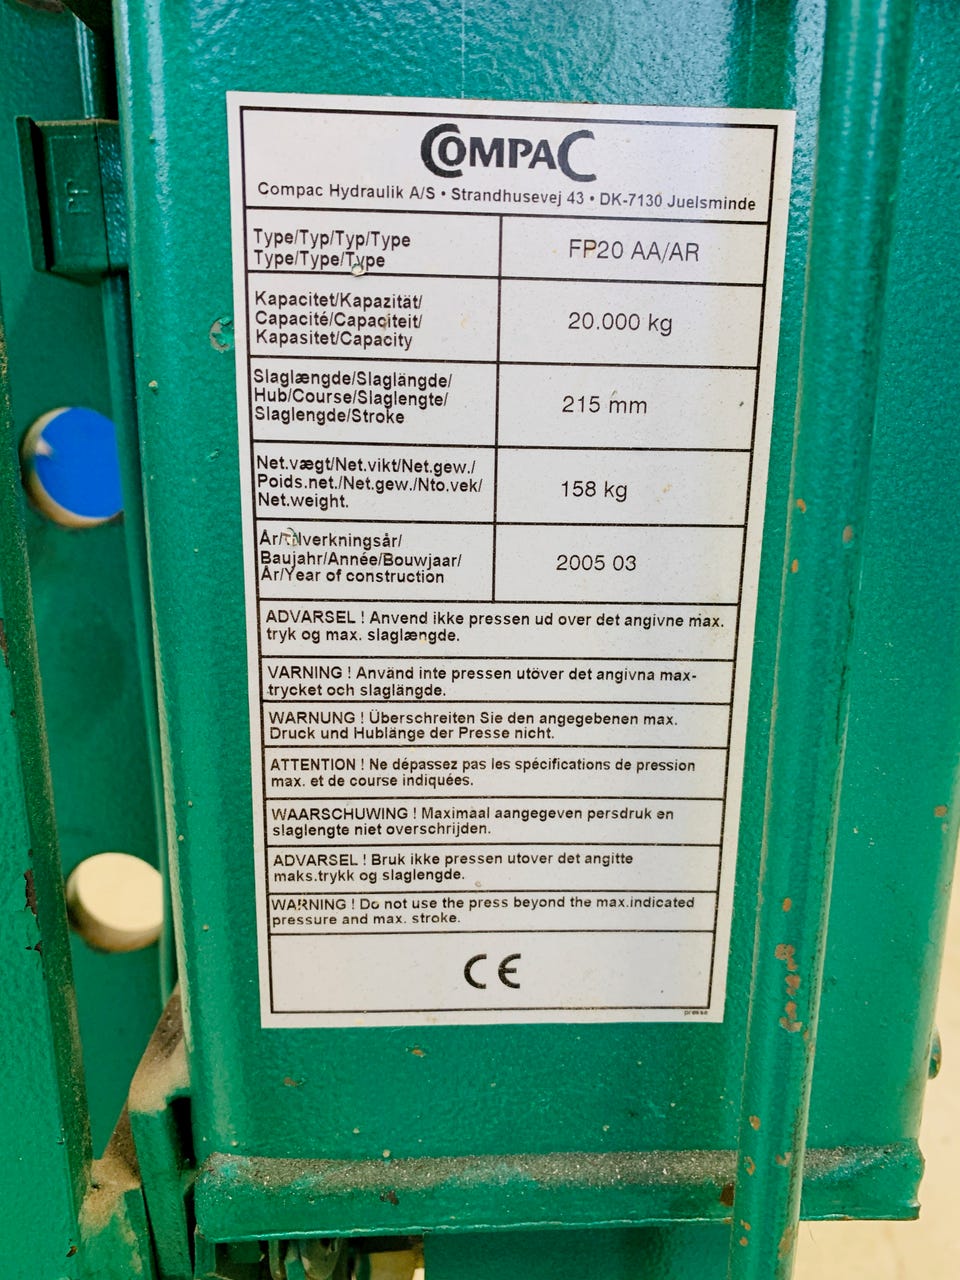 COMPAC
Compac Hydraulik A/S • Strandhusevej 43 • DK-7130 Juelsminde
Type/Typ/Typ/Type
Type/Type/Type
FP20 AA/AR
Kapacitet/Kapazität/
Capacité/Capaciteit/
Kapasitet/Capacity
20.000 kg
Slaglængde/Slaglängde/
Hub/Course/Slaglengte/
Slaglengde/Stroke
215 mm
Net.vægt/Net.vikt/Net.gew./
Poids.net./Net.gew./Nto.vek/
Net.weight.
158 kg
År/Tilverkningsår/
Baujahr/Année/Bouwjaar/
År/Year of construction
2005 03
ADVARSEL ! Anvend ikke pressen ud over det angivne max.
tryk og max. slaglængde.
VARNING ! Använd inte pressen utöver det angivna max-
trycket och slaglängde.
WARNUNG ! Überschreiten Sie den angegebenen max.
Druck und Hublänge der Presse nicht.
ATTENTION ! Ne dépassez pas les spécifications de pression
max. et de course indiquées.
WAARSCHUWING ! Maximaal aangegeven persdruk en
slaglengte niet overschrijden.
ADVARSEL ! Bruk ikke pressen utover det angitte
maks.trykk og slaglengde.
WARNING ! Do not use the press beyond the max.indicated
pressure and max. stroke.
CE
presse